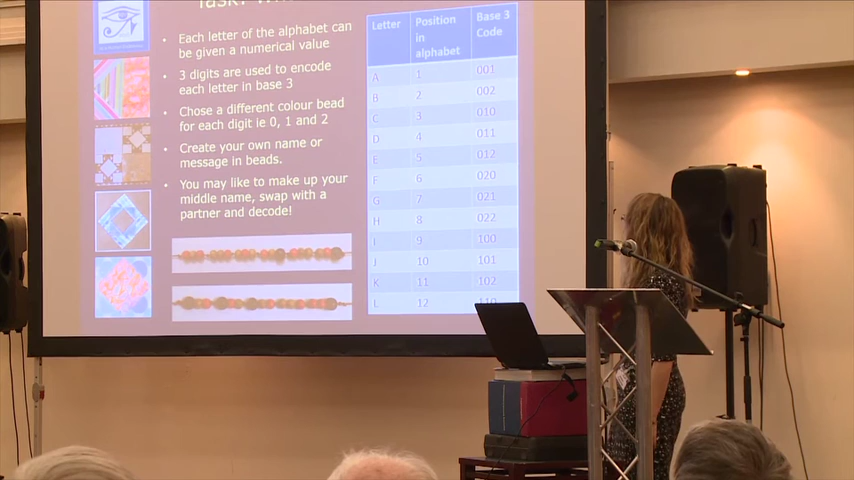 Task:
• Each letter of the alphabet can
be given a numerical value
• 3 digits are used to encode
each letter in base 3
• Chose a different colour bead
for each digit ie 0, 1 and 2
• Create your own name or
message in beads.
• You may like to make up your
middle name, swap with a
partner and decode!
Letter Position in alphabet Base 3 Code
A 1 001
B 2 002
C 3 010
D 4 011
E 5 012
F 6 020
G 7 021
H 8 022
I 9 100
J 10 101
K 11 102
L 12 110